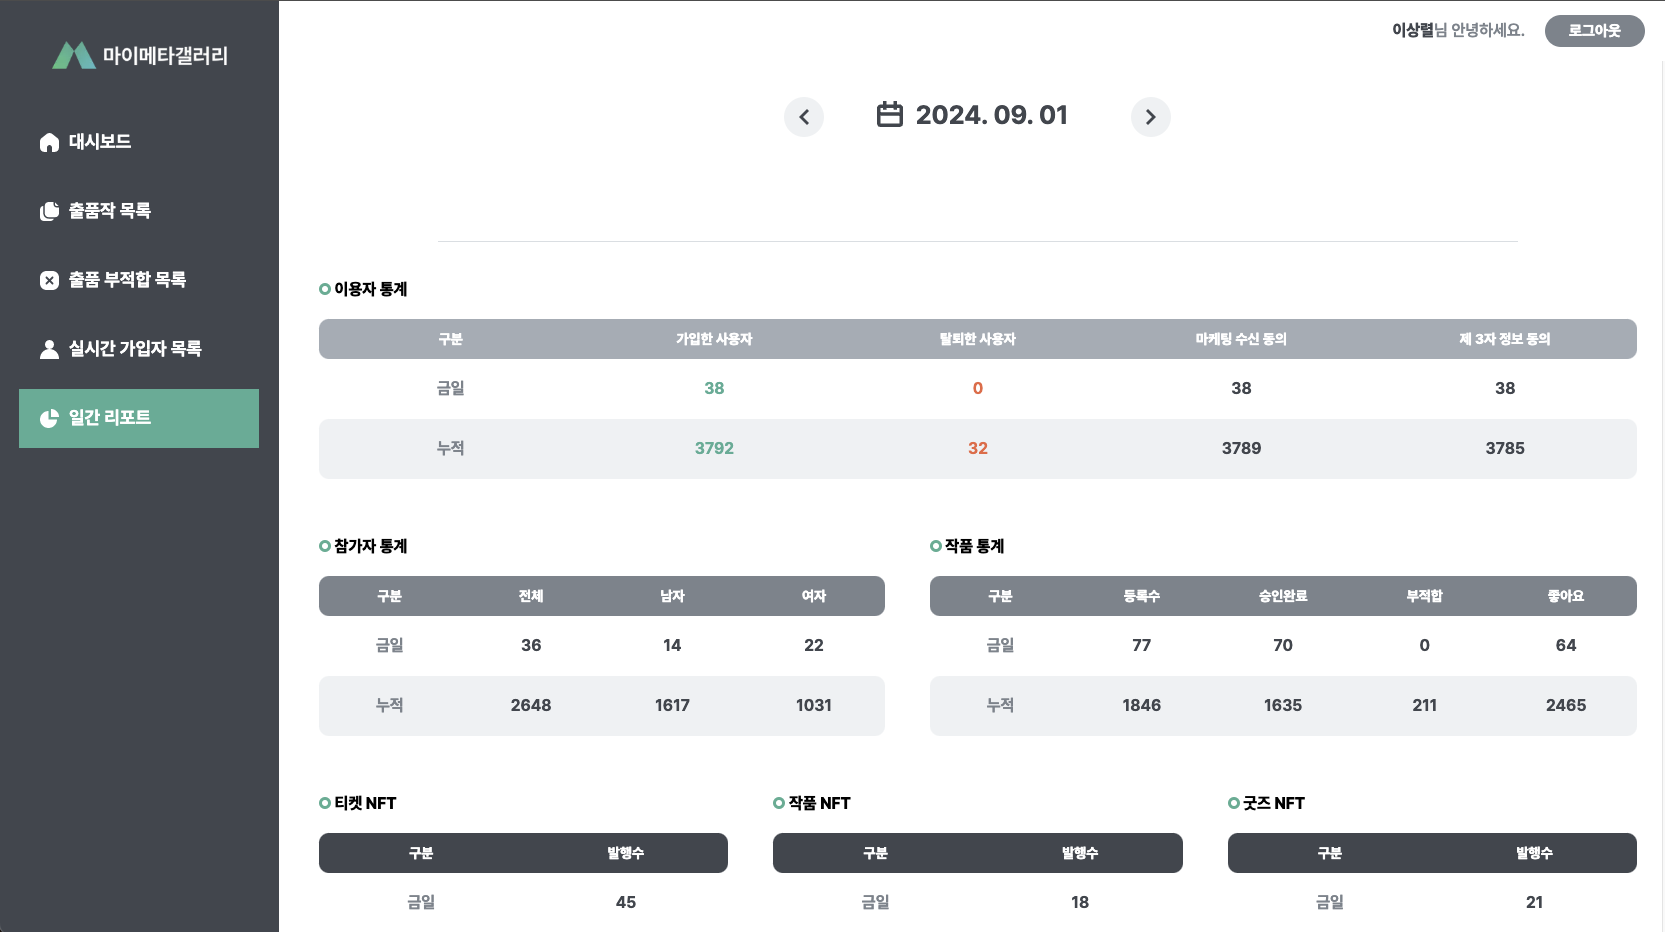 마이메타갤러리
대시보드
출품작 목록
출품 부적합 목록
실시간 가입자 목록
일간 리포트
이상렬님 안녕하세요. 로그아웃
2024. 09. 01
이용자 통계
구분 가입한 사용자 탈퇴한 사용자 마케팅 수신 동의 제 3자 정보 동의
금일 38 0 38 38
누적 3792 32 3789 3785
참가자 통계
구분 전체 남자 여자
금일 36 14 22
누적 2648 1617 1031
작품 통계
구분 등록수 승인완료 부적합 좋아요
금일 77 70 0 64
누적 1846 1635 211 2465
티켓 NFT
구분 발행수
금일 45
작품 NFT
구분 발행수
금일 18
굿즈 NFT
구분 발행수
금일 21